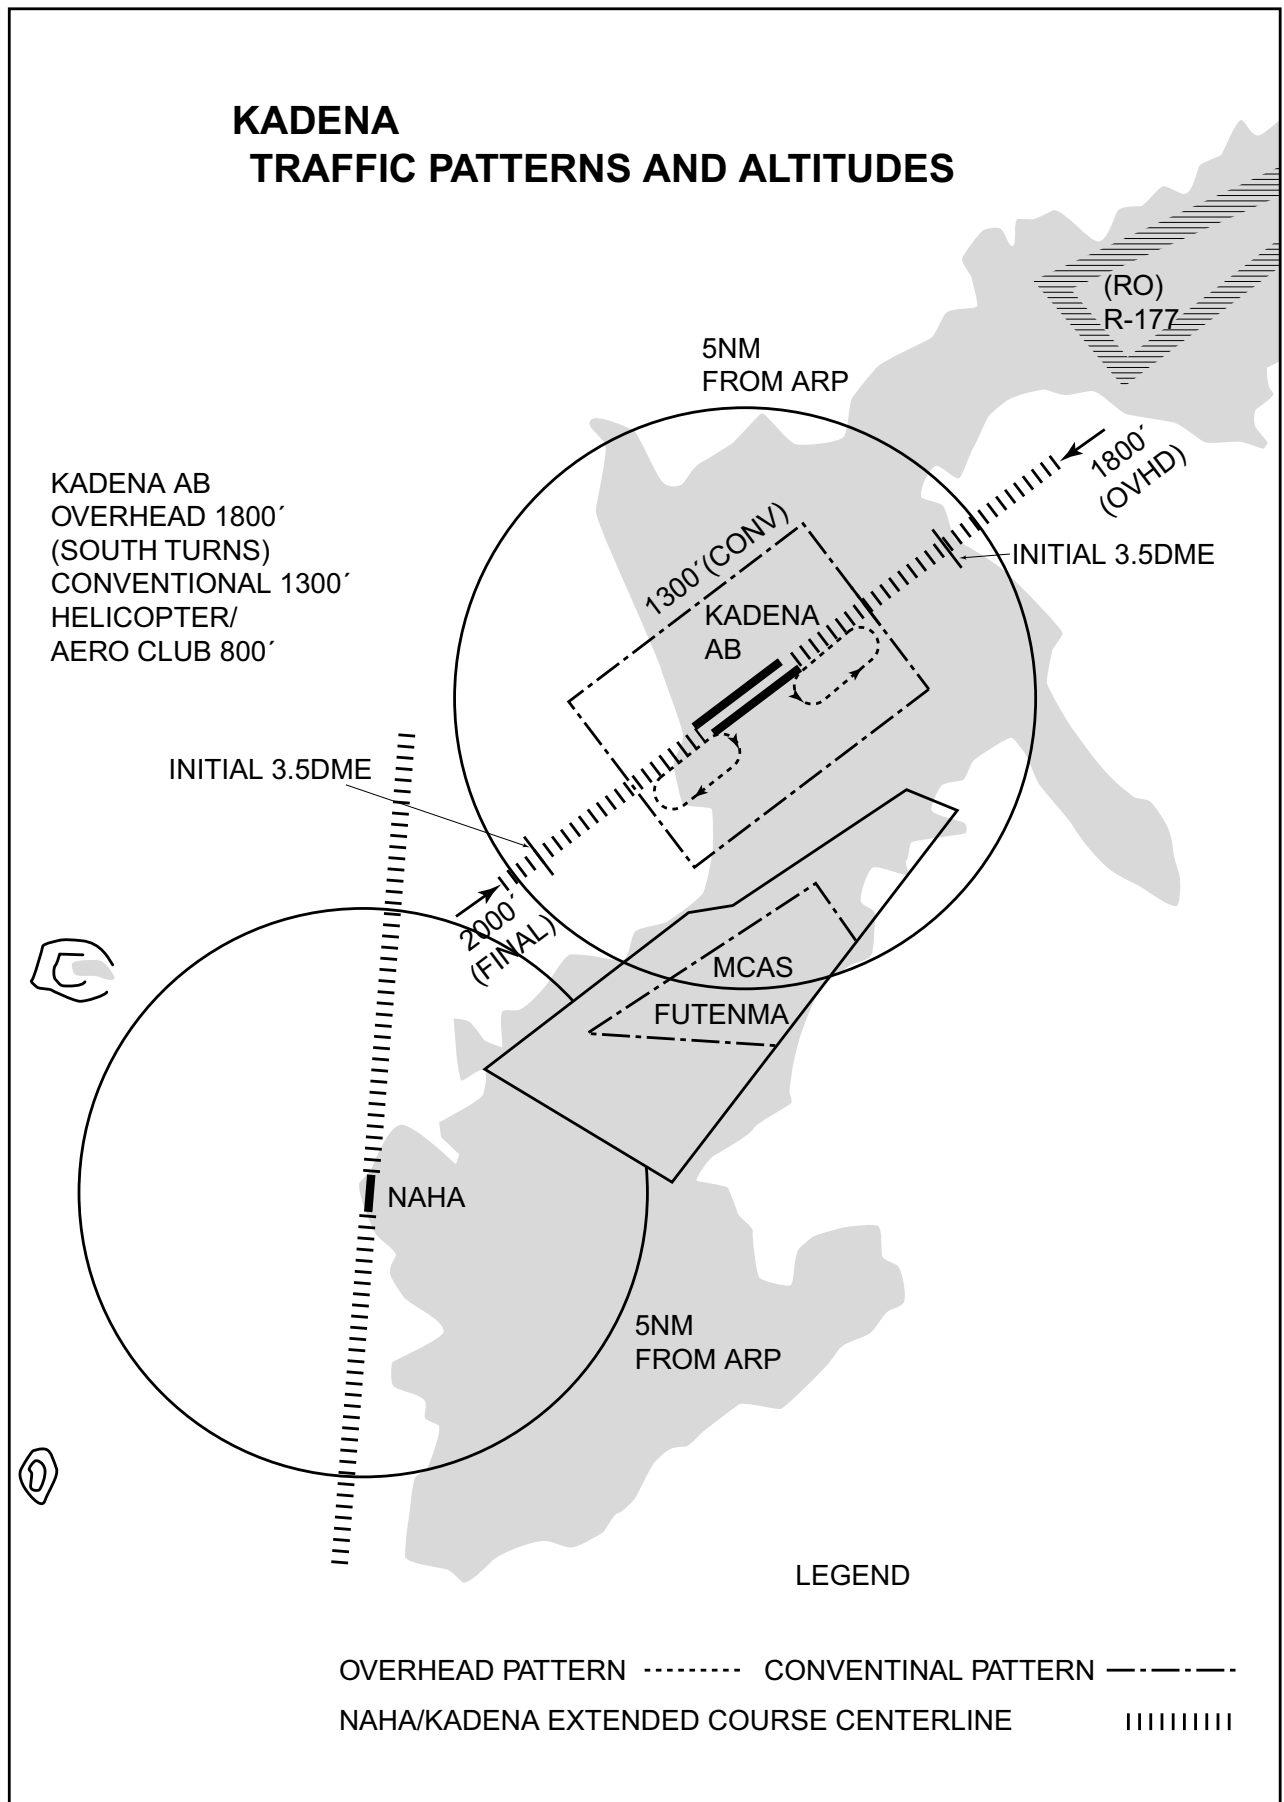 KADENA
TRAFFIC PATTERNS AND ALTITUDES
(RO)
R-177
5NM
FROM ARP
1800´
(OVHD)
KADENA AB
OVERHEAD 1800´
(SOUTH TURNS)
CONVENTIONAL 1300´
HELICOPTER/
AERO CLUB 800´
1300´(CONV)
INITIAL 3.5DME
KADENA
AB
INITIAL 3.5DME
2000´
(FINAL)
MCAS
FUTENMA
NAHA
5NM
FROM ARP
LEGEND
OVERHEAD PATTERN
CONVENTINAL PATTERN
NAHA/KADENA EXTENDED COURSE CENTERLINE